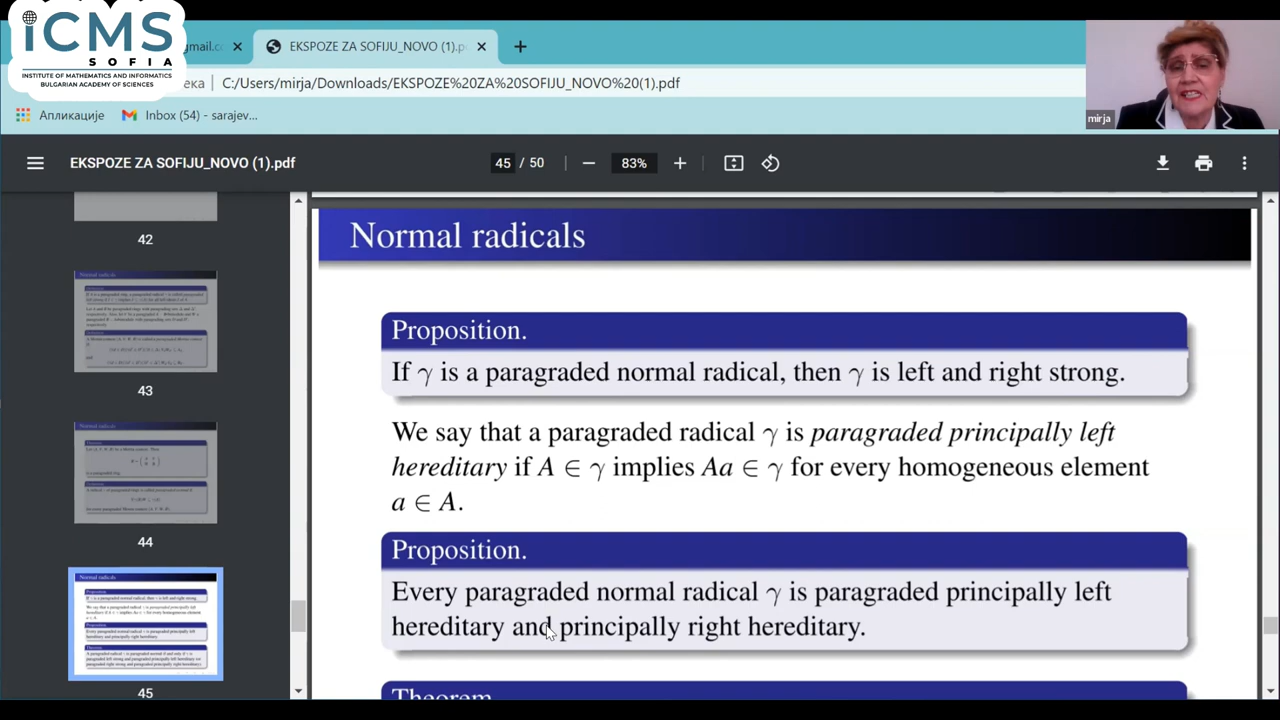 iCMS
SOFIA
INSTITUTE OF MATHEMATICS AND INFORMATICS
BULGARIAN ACADEMY OF SCIENCES
gmail.c
EKSPOZE ZA SOFIJU_NOVO (1).p
C:/Users/mirja/Downloads/EKSPOZE%20ZA%20SOFIJU_NOVO%20(1).pdf
Апликације
Inbox (54) - sarajev...
mirja
EKSPOZE ZA SOFIJU_NOVO (1).pdf
45 / 50
83%
42
43
44
45
Normal radicals
Proposition.
If γ is a paragraded normal radical, then γ is left and right strong.
We say that a paragraded radical γ is paragraded principally left
hereditary if A ∈ γ implies Aa ∈ γ for every homogeneous element
a ∈ A.
Proposition.
Every paragraded normal radical γ is paragraded principally left
hereditary and principally right hereditary.
Theorem